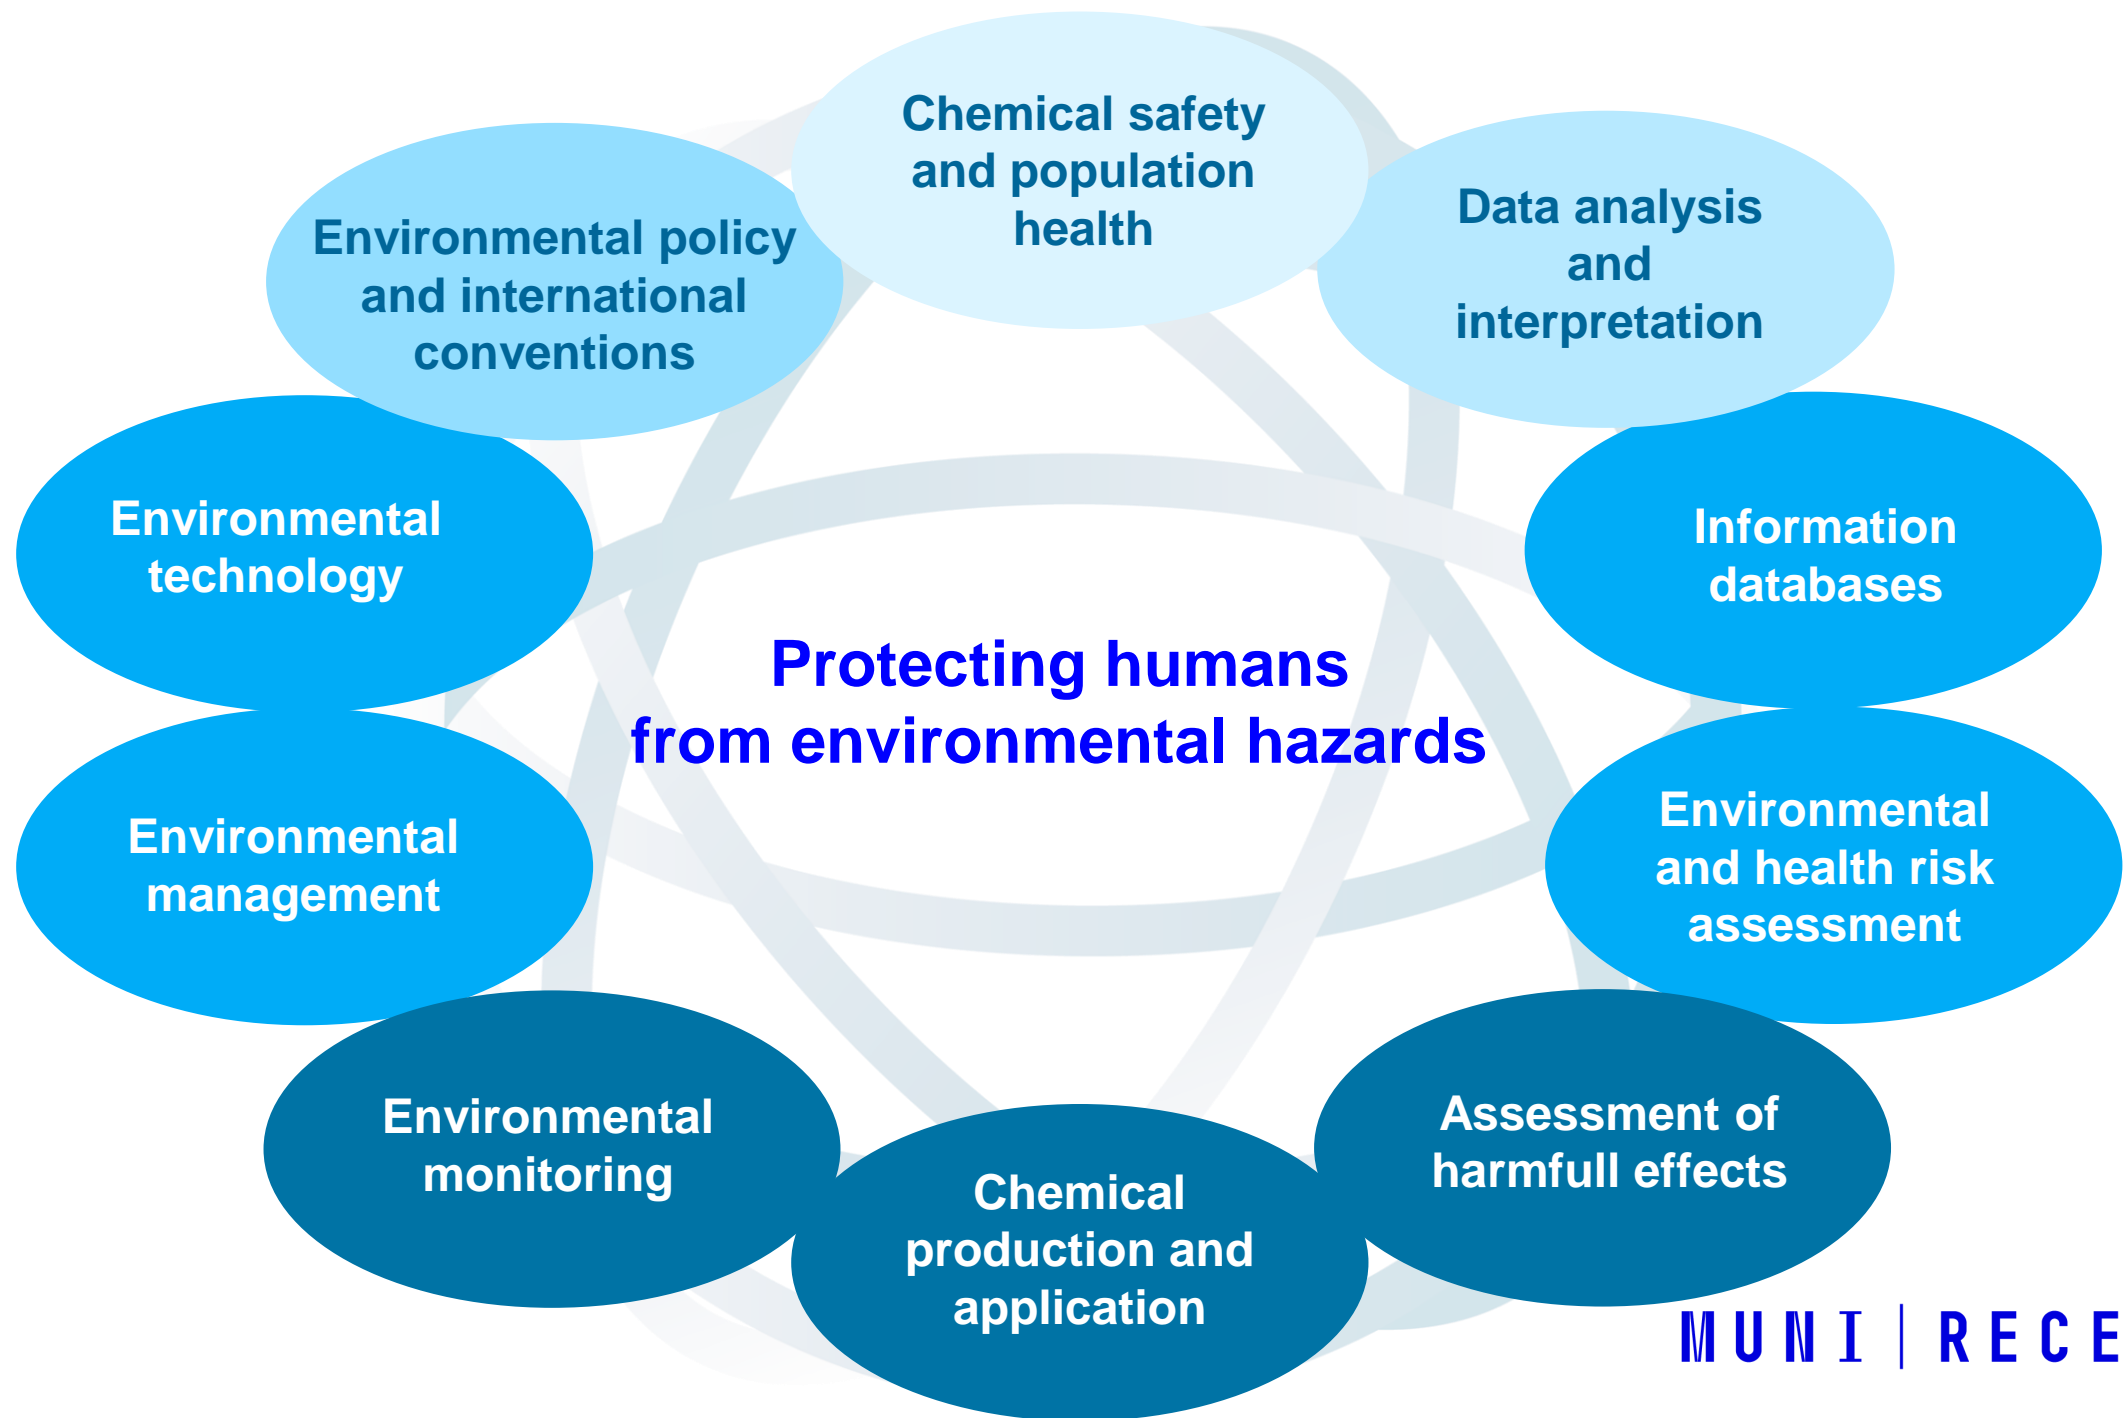 Chemical safety
and population
health
Data analysis
and
interpretation
Environmental policy
and international
conventions
Information
databases
Environmental
technology
Protecting humans
from environmental hazards
Environmental
and health risk
assessment
Environmental
management
Assessment of
harmfull effects
Environmental
monitoring
Chemical
production and
application
MUNI | RECE